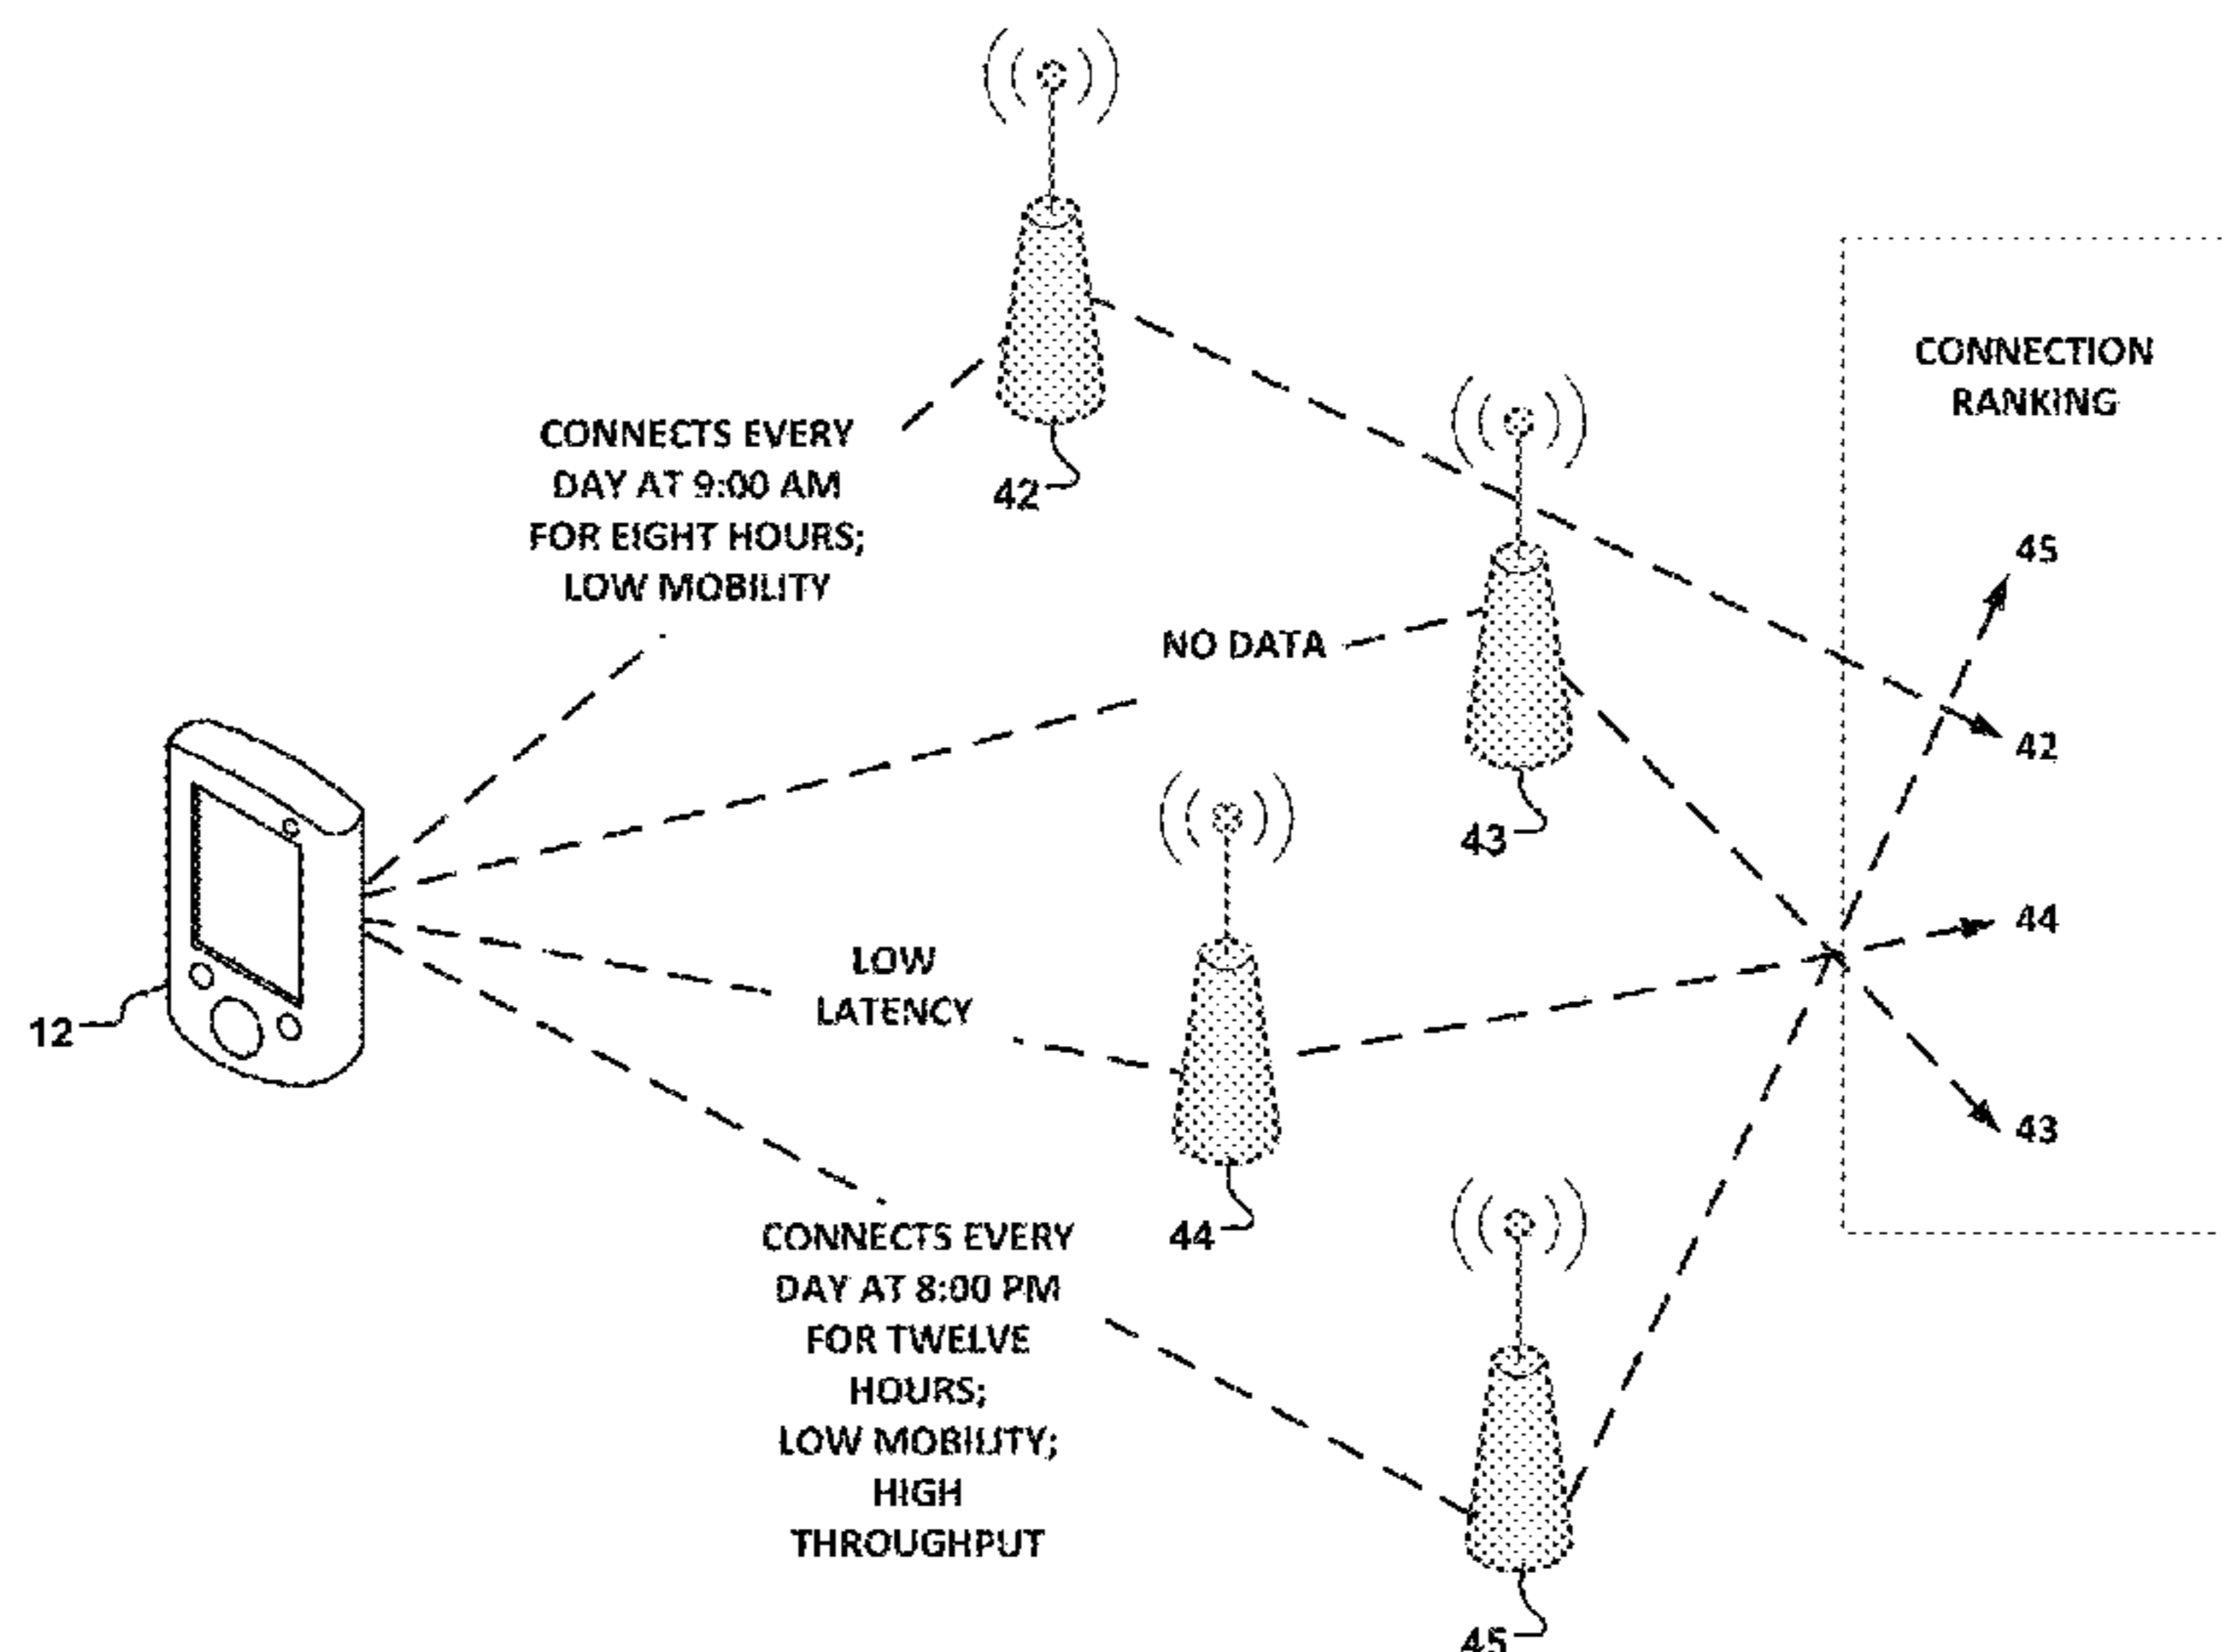 CONNECTION
RANKING
CONNECTS EVERY
DAY AT 9:00 AM
FOR EIGHT HOURS;
LOW MOBILITY
42
45
NO DATA
42
43
44
LOW
LATENCY
12
43
44
CONNECTS EVERY
DAY AT 8:00 PM
FOR TWELVE
HOURS;
LOW MOBILITY;
HIGH
THROUGHPUT
45